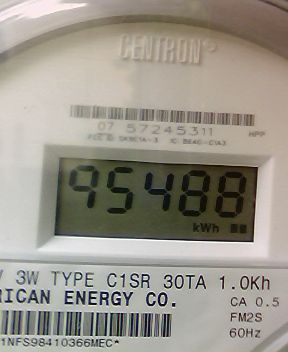 CENTRON®
07 57245311 HPP
95488
kWh
V 3W TYPE C1SR 30TA 1.0Kh
RICAN ENERGY CO. CA 0.5
FM2S
1NFS98410366MEC* 60Hz